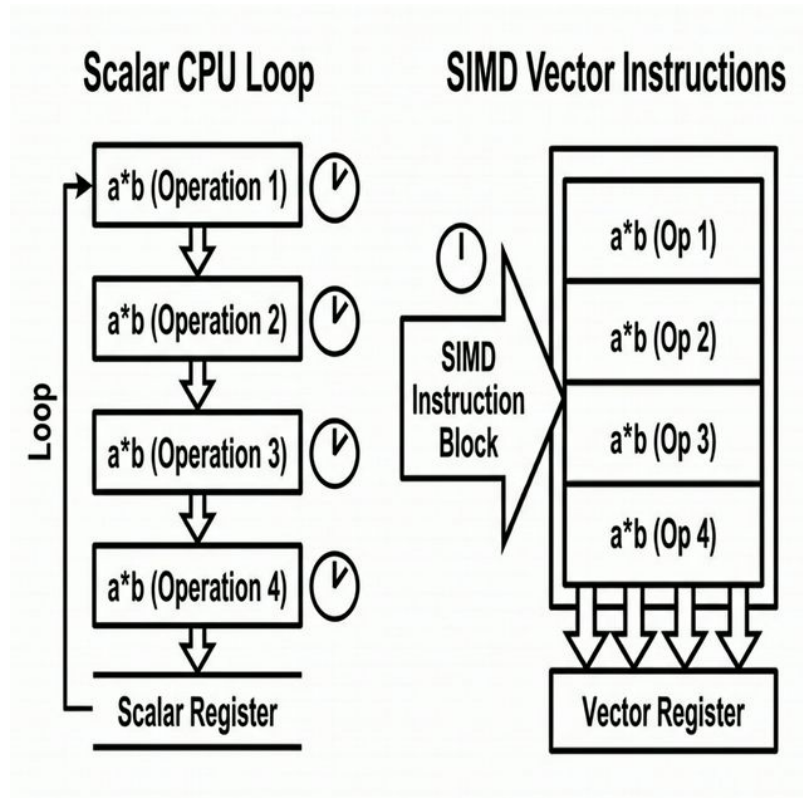 Scalar CPU Loop
a*b (Operation 1)
a*b (Operation 2)
a*b (Operation 3)
a*b (Operation 4)
Scalar Register
Loop
SIMD Vector Instructions
SIMD
Instruction
Block
a*b (Op 1)
a*b (Op 2)
a*b (Op 3)
a*b (Op 4)
Vector Register